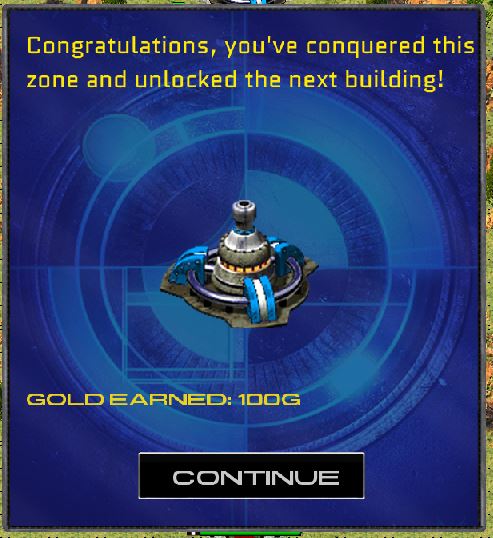 Congratulations, you've conquered this
zone and unlocked the next building!
GOLD EARNED: 100G
CONTINUE